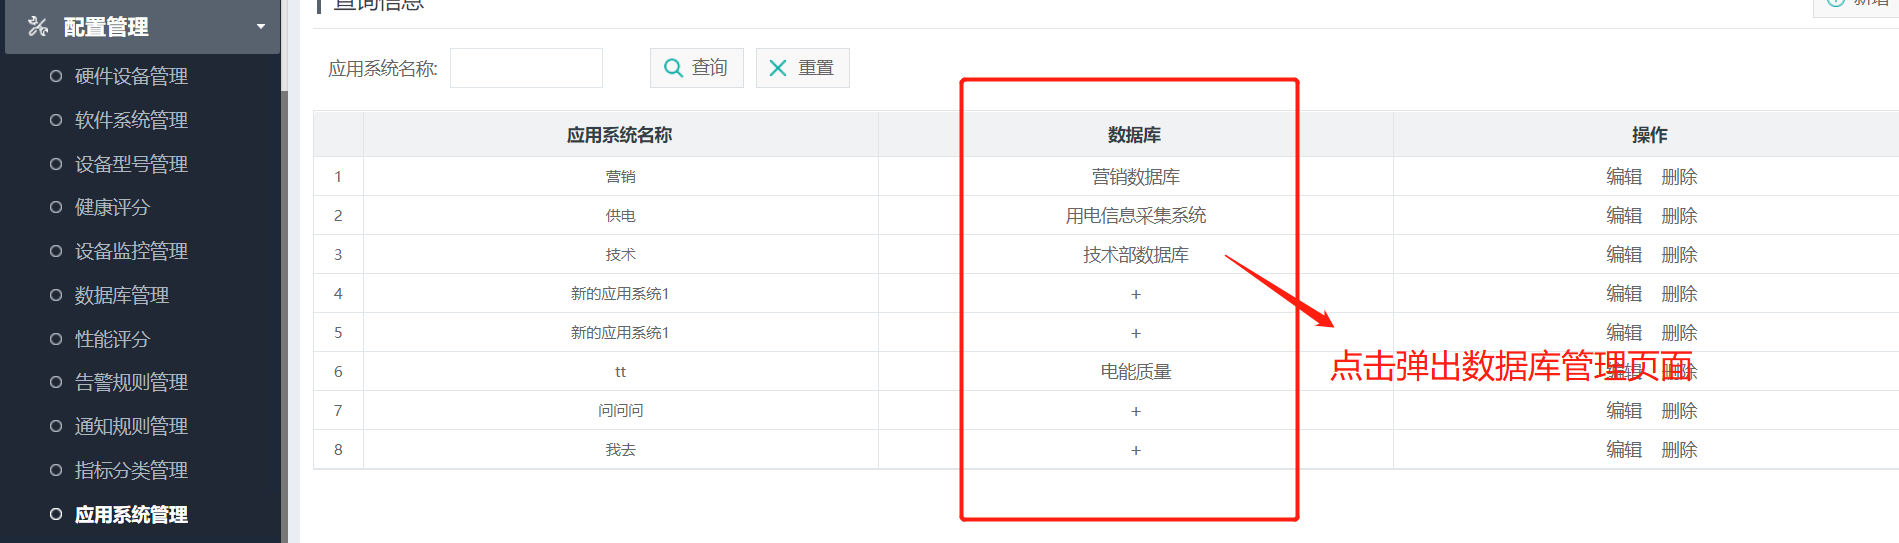 配置管理
硬件设备管理
软件系统管理
设备型号管理
健康评分
设备监控管理
数据库管理
性能评分
告警规则管理
通知规则管理
指标分类管理
应用系统管理
查询信息
新增
应用系统名称:
查询 重置
应用系统名称 数据库 操作
1 营销 营销数据库 编辑 删除
2 供电 用电信息采集系统 编辑 删除
3 技术 技术部数据库 编辑 删除
4 新的应用系统1 + 编辑 删除
5 新的应用系统1 + 编辑 删除
6 tt 电能质量 编辑 删除
点击弹出数据库管理页面
7 问问问 + 编辑 删除
8 我去 + 编辑 删除